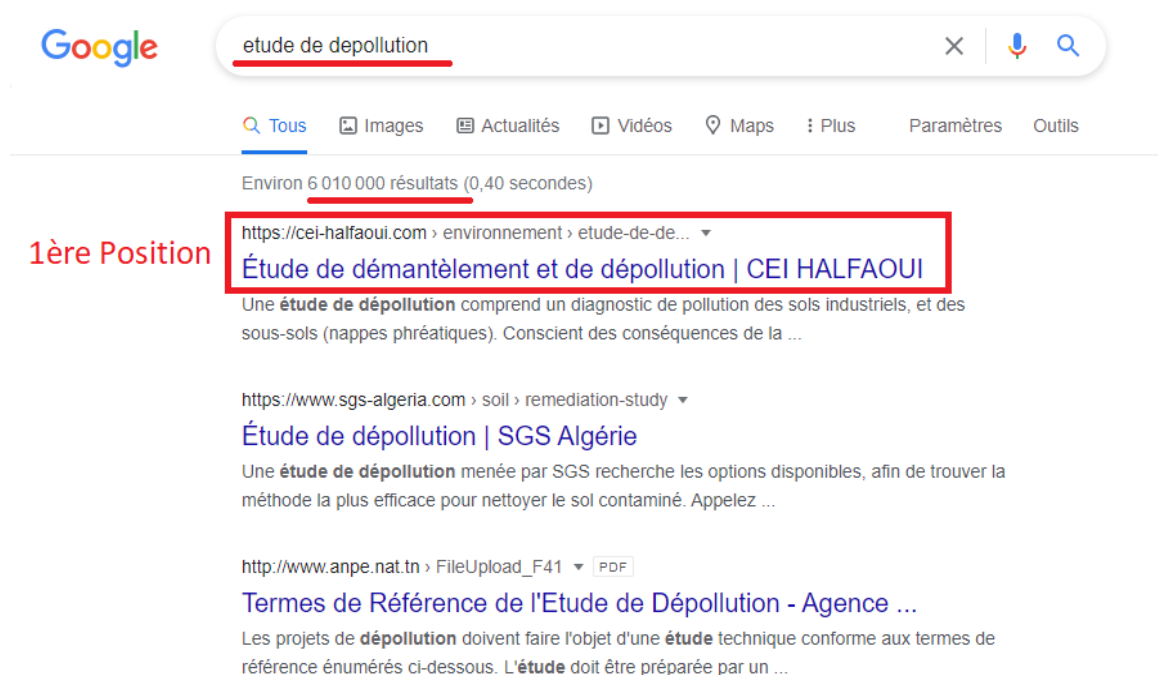 Google
etude de depollution
Tous Images Actualités Vidéos Maps Plus Paramètres Outils
Environ 6 010 000 résultats (0,40 secondes)
1ère Position
https://cei-halfaoui.com › environnement › etude-de-de...
Étude de démantèlement et de dépollution | CEI HALFAOUI
Une étude de dépollution comprend un diagnostic de pollution des sols industriels, et des
sous-sols (nappes phréatiques). Conscient des conséquences de la ...
https://www.sgs-algeria.com › soil › remediation-study
Étude de dépollution | SGS Algérie
Une étude de dépollution menée par SGS recherche les options disponibles, afin de trouver la
méthode la plus efficace pour nettoyer le sol contaminé. Appelez ...
http://www.anpe.nat.tn › FileUpload_F41 PDF
Termes de Référence de l'Etude de Dépollution - Agence ...
Les projets de dépollution doivent faire l'objet d'une étude technique conforme aux termes de
référence énumérés ci-dessous. L'étude doit être préparée par un ...